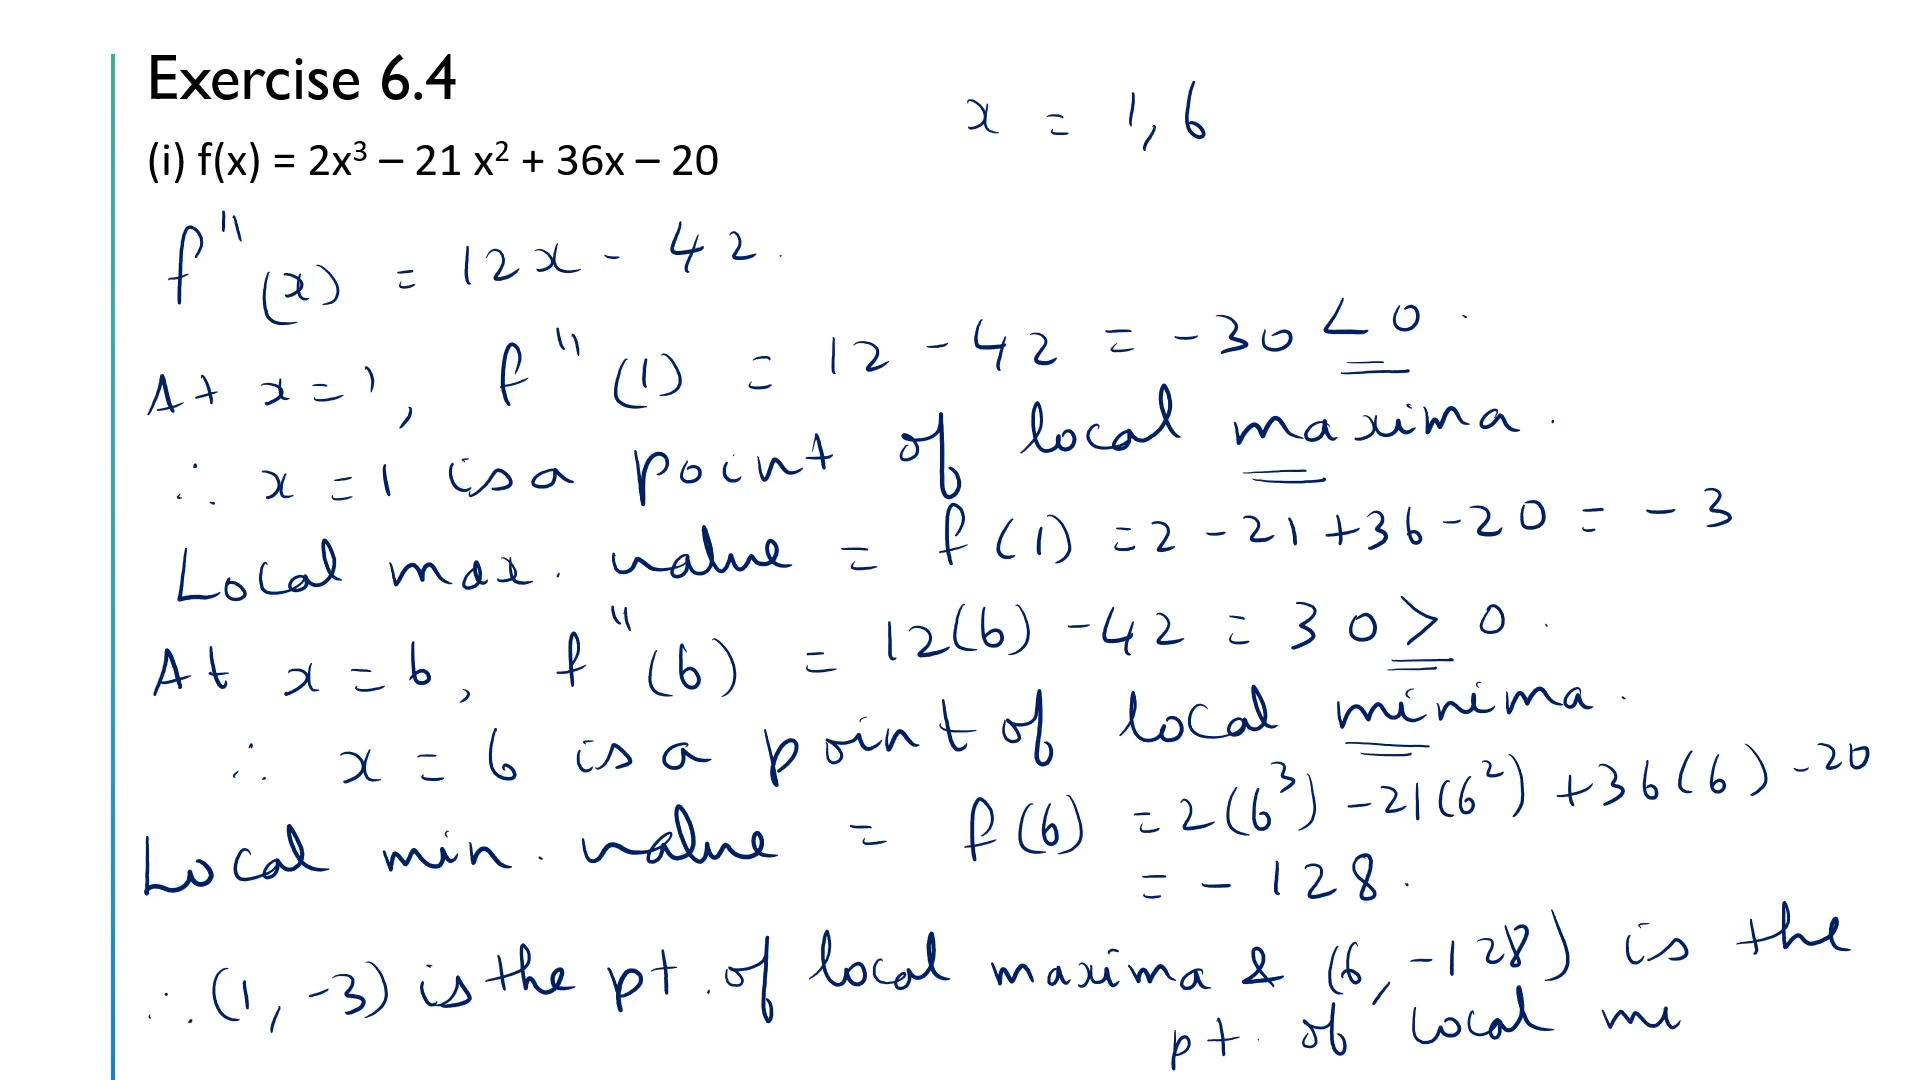 Exercise 6.4
x = 1, 6
(i) f(x) = 2x³ – 21 x² + 36x – 20
f''(x) = 12x - 42.
At x=1, f''(1) = 12 - 42 = -30 < 0.
∴ x = 1 is a point of local maxima.
Local max. value = f(1) = 2 - 21 + 36 - 20 = - 3
At x = 6, f''(6) = 12(6) - 42 = 30 > 0.
∴ x = 6 is a point of local minima.
Local min. value = f(6) = 2(6³) - 21(6²) + 36(6) - 20
= - 128.
∴ (1, -3) is the pt. of local maxima & (6, -128) is the
pt. of local mi